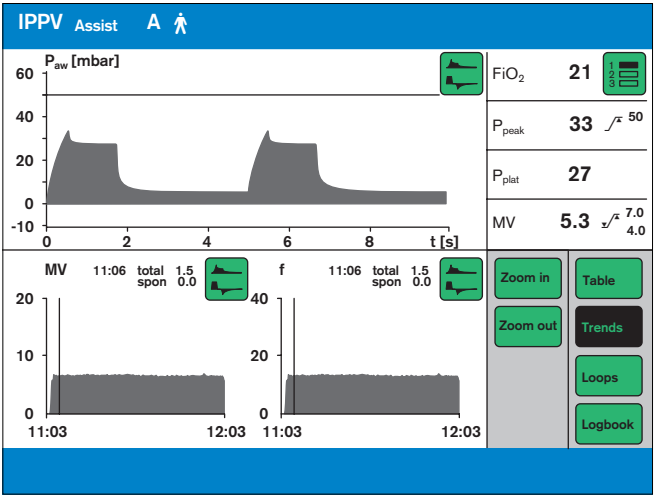 IPPV Assist A
Paw [mbar]
60
40
20
0
-10
0 2 4 6 8 t [s]
FiO2 21 1 2 3
Ppeak 33 50
Pplat 27
MV 5.3 7.0 4.0
MV 11:06 total 1.5
spon 0.0
20
10
0
11:03 12:03
f 11:06 total 1.5
spon 0.0
40
20
0
11:03 12:03
Zoom in
Zoom out
Table
Trends
Loops
Logbook